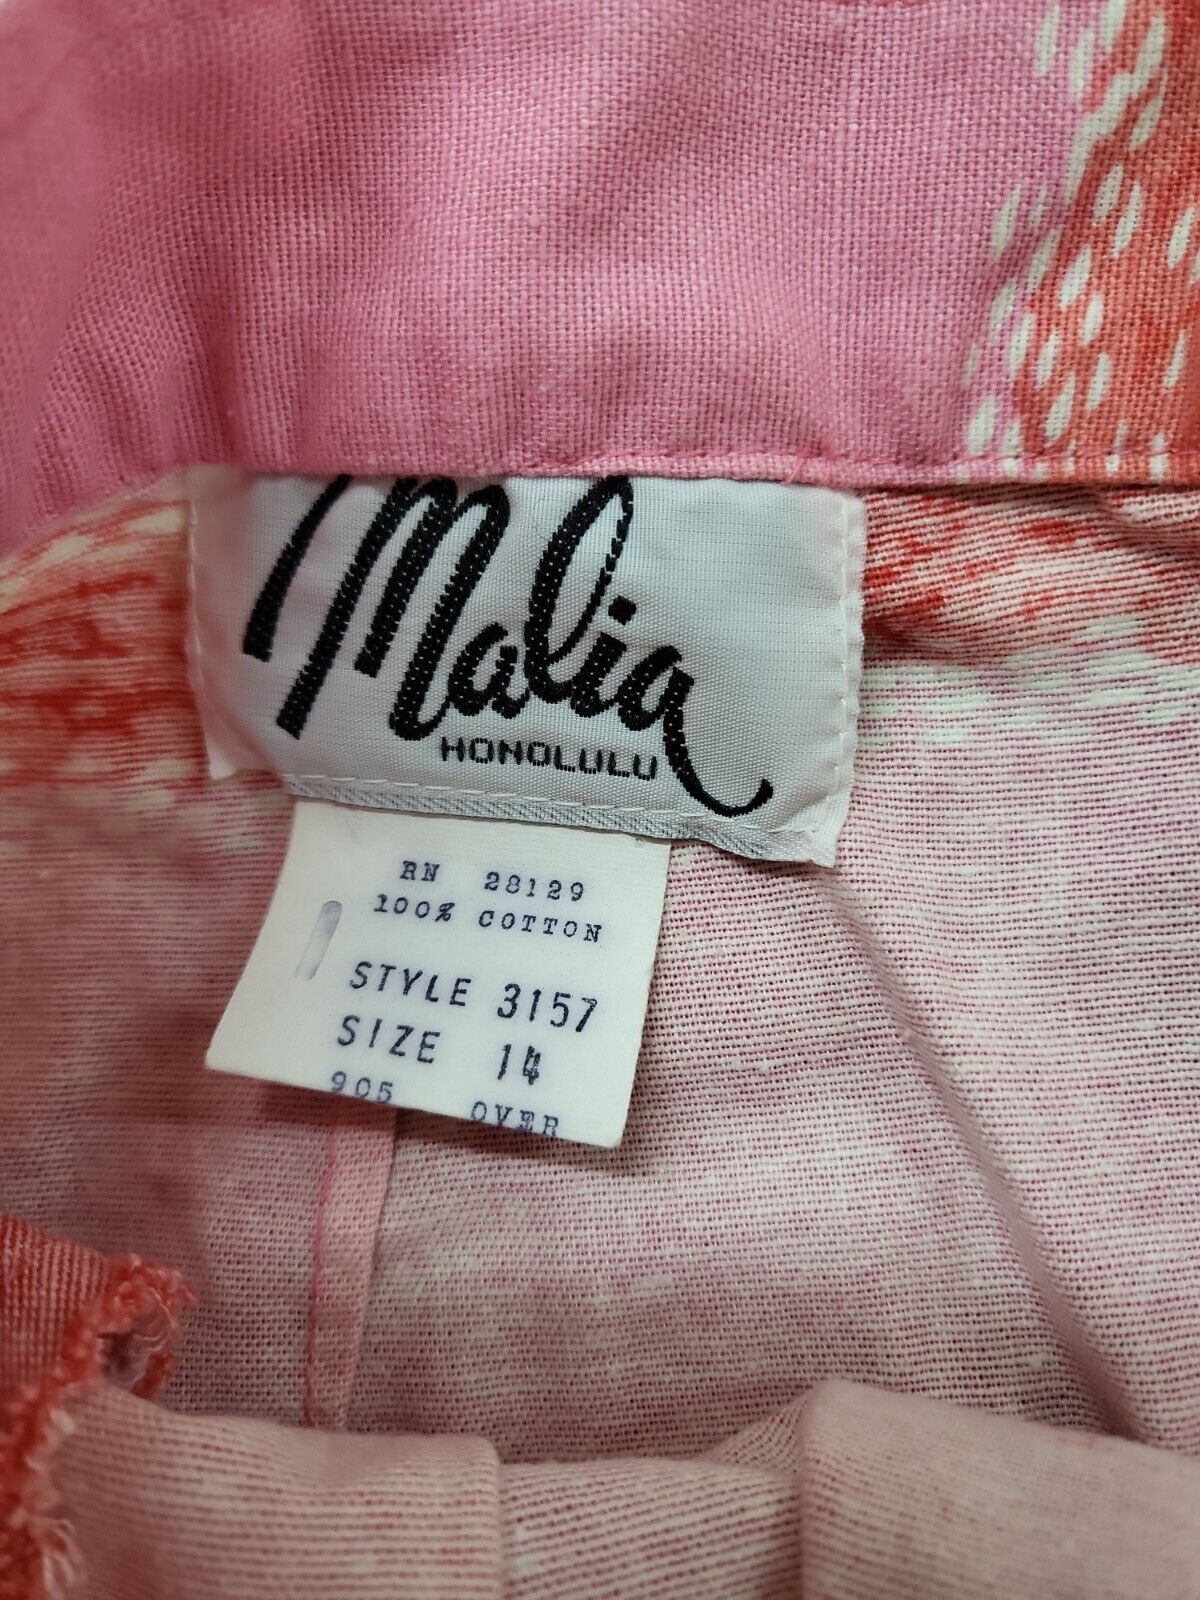 Malia
HONOLULU
RN 28129
100% COTTON
STYLE 3157
SIZE 14
905 OVER